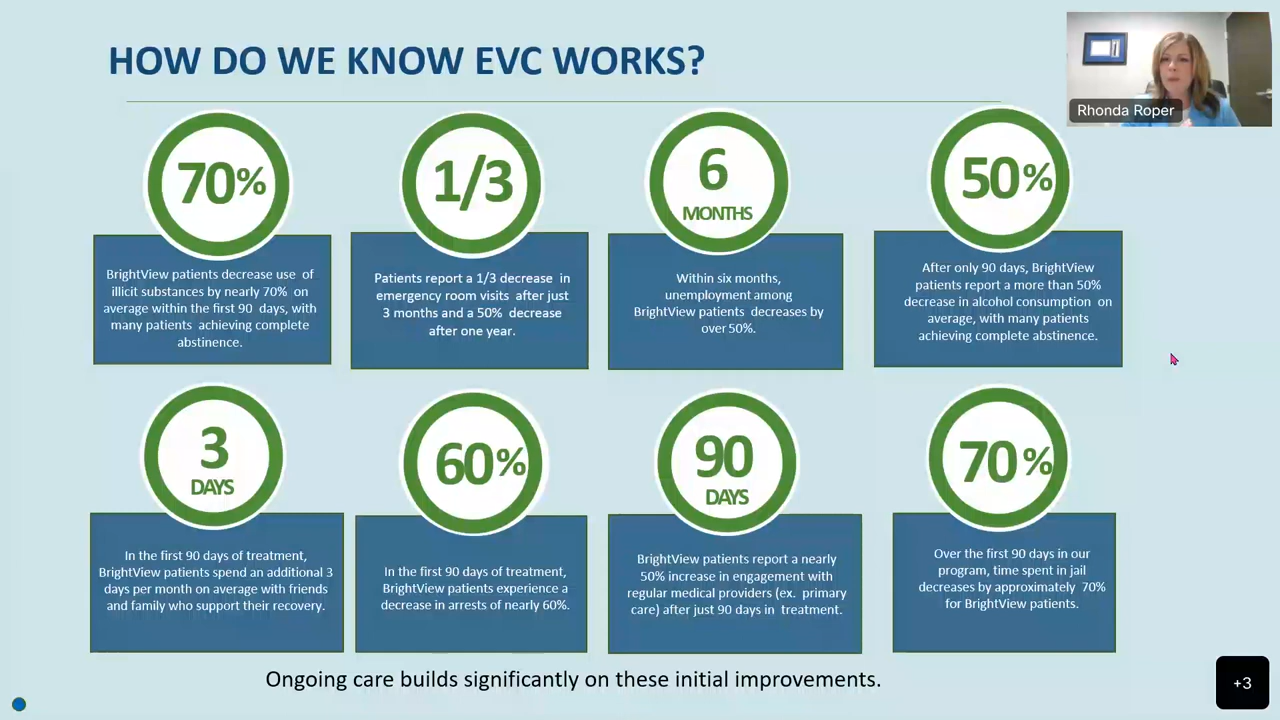 HOW DO WE KNOW EVC WORKS?
Rhonda Roper
70%
BrightView patients decrease use of
illicit substances by nearly 70% on
average within the first 90 days, with
many patients achieving complete
abstinence.
1/3
Patients report a 1/3 decrease in
emergency room visits after just
3 months and a 50% decrease
after one year.
6
MONTHS
Within six months,
unemployment among
BrightView patients decreases by
over 50%.
50%
After only 90 days, BrightView
patients report a more than 50%
decrease in alcohol consumption on
average, with many patients
achieving complete abstinence.
3
DAYS
In the first 90 days of treatment,
BrightView patients spend an additional 3
days per month on average with friends
and family who support their recovery.
60%
In the first 90 days of treatment,
BrightView patients experience a
decrease in arrests of nearly 60%.
90
DAYS
BrightView patients report a nearly
50% increase in engagement with
regular medical providers (ex. primary
care) after just 90 days in treatment.
70%
Over the first 90 days in our
program, time spent in jail
decreases by approximately 70%
for BrightView patients.
Ongoing care builds significantly on these initial improvements.
+3